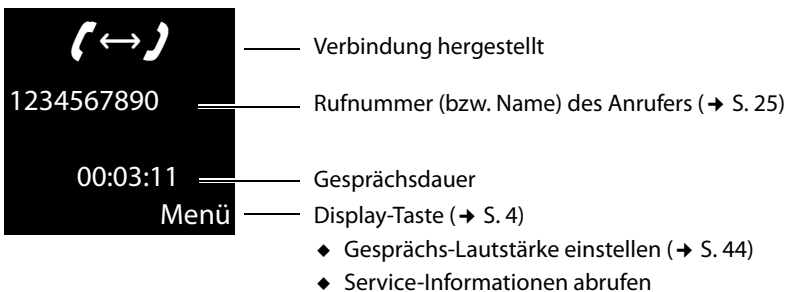 Verbindung hergestellt
1234567890 Rufnummer (bzw. Name) des Anrufers (➔ S. 25)
00:03:11 Gesprächsdauer
Menü Display-Taste (➔ S. 4)
◆ Gesprächs-Lautstärke einstellen (➔ S. 44)
◆ Service-Informationen abrufen